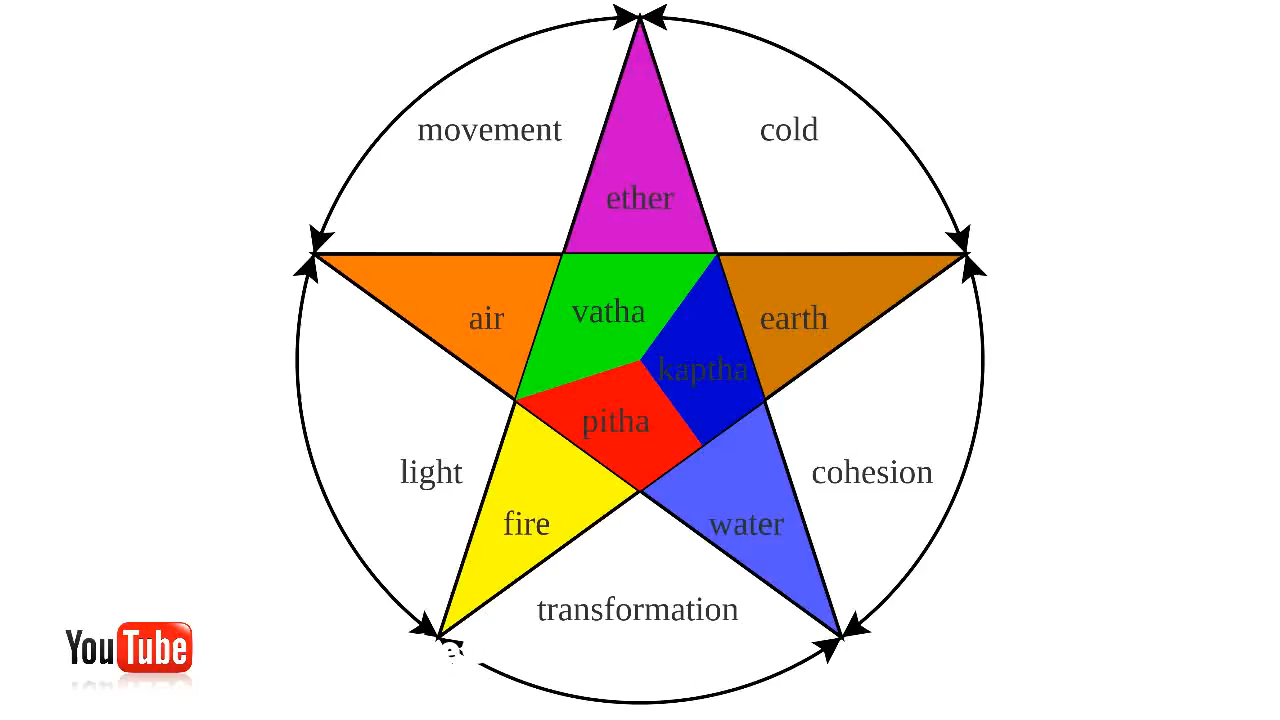 movement
cold
ether
air
vatha
earth
kaptha
pitha
light
cohesion
fire
water
transformation
YouTube
e